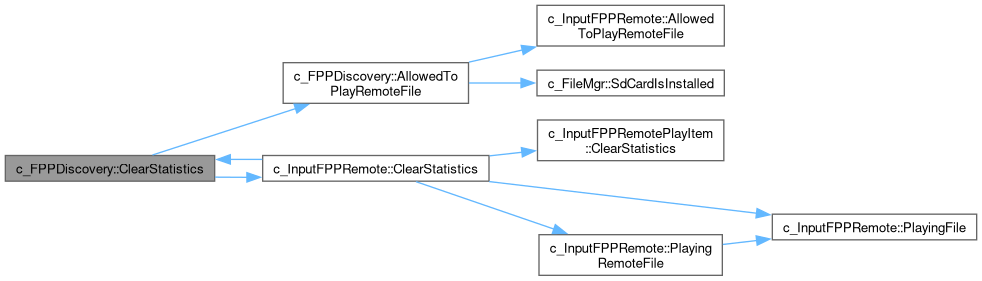 c_InputFPPRemote::Allowed
ToPlayRemoteFile
c_FPPDiscovery::AllowedTo
PlayRemoteFile
c_FileMgr::SdCardIsInstalled
c_InputFPPRemotePlayItem
::ClearStatistics
c_FPPDiscovery::ClearStatistics
c_InputFPPRemote::ClearStatistics
c_InputFPPRemote::PlayingFile
c_InputFPPRemote::Playing
RemoteFile